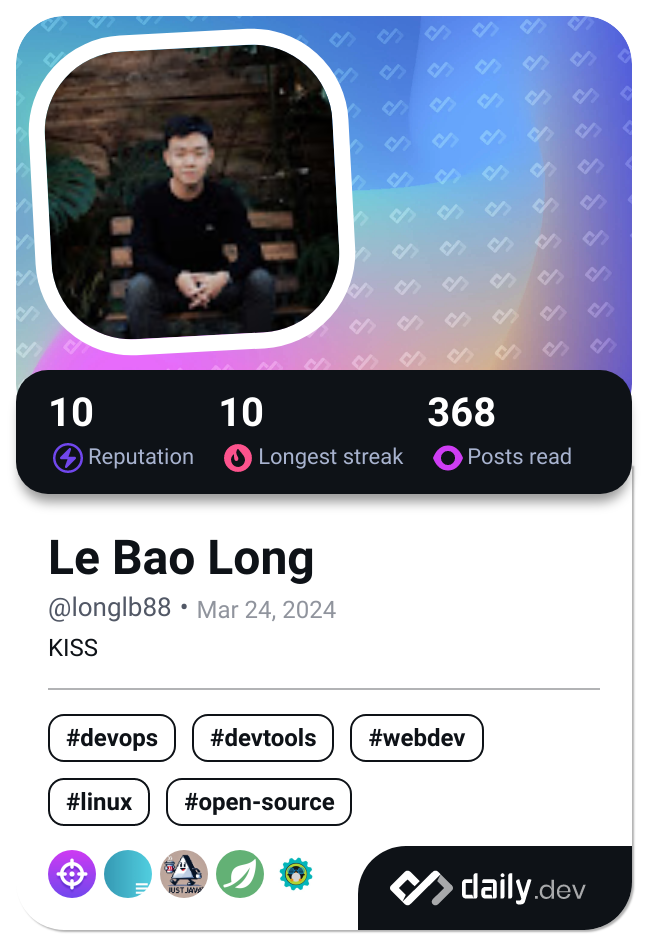 10 10 368
Reputation Longest streak Posts read
Le Bao Long
@longlb88 • Mar 24, 2024
KISS
#devops #devtools #webdev
#linux #open-source
JUST JAVA
daily.dev